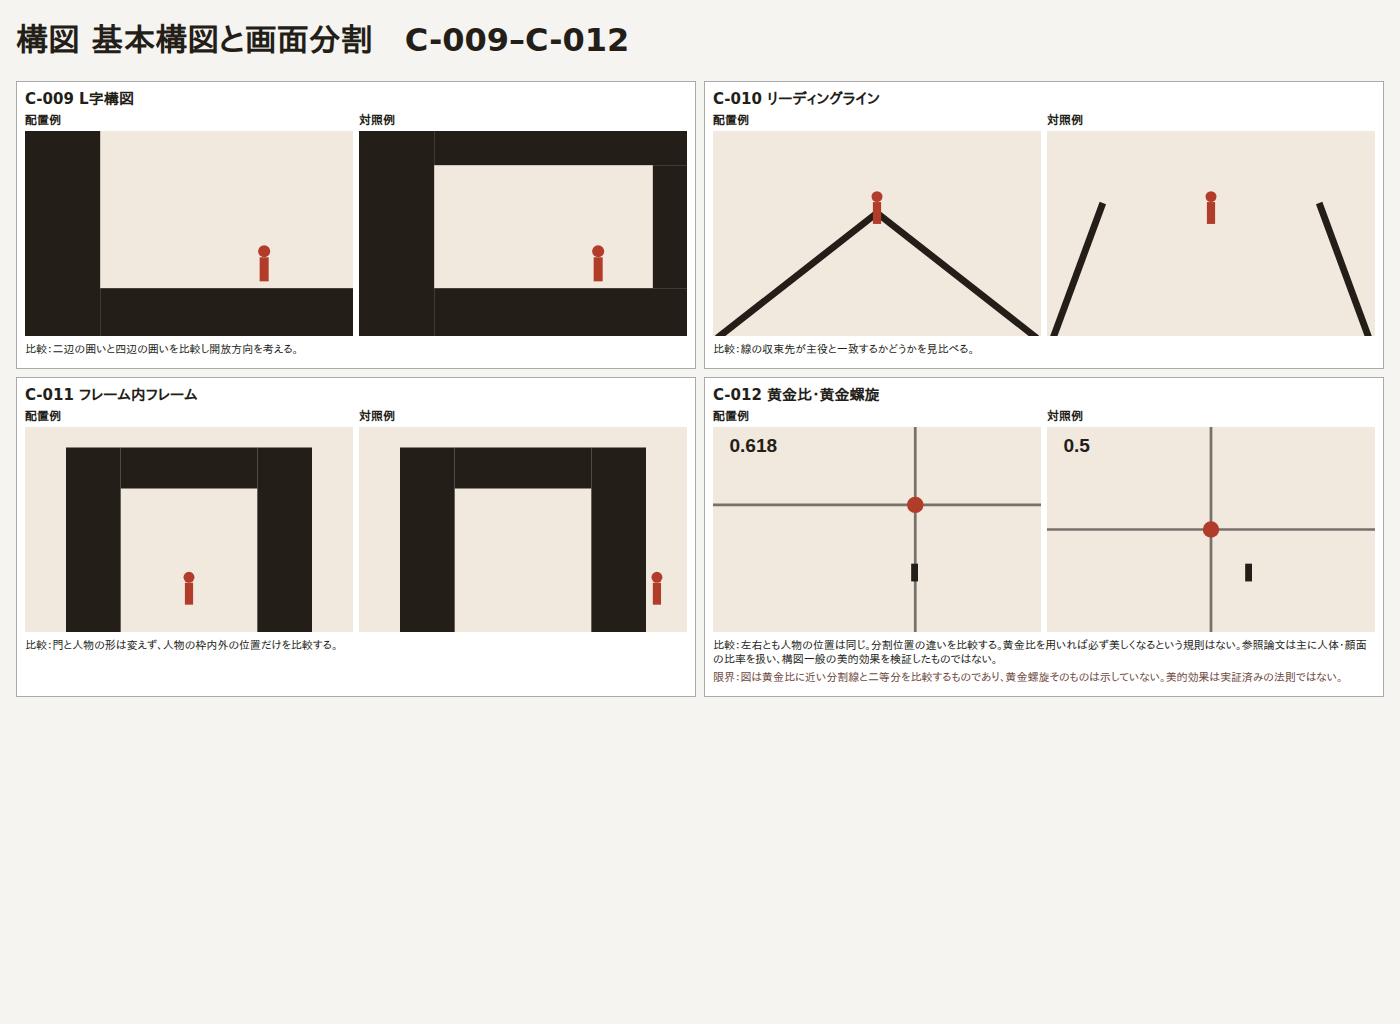 構図 基本構図と画面分割　C-009–C-012
C-009 L字構図
配置例
対照例
比較：二辺の囲いと四辺の囲いを比較し開放方向を考える。
C-010 リーディングライン
配置例
対照例
比較：線の収束先が主役と一致するかどうかを見比べる。
C-011 フレーム内フレーム
配置例
対照例
比較：門と人物の形は変えず、人物の枠内外の位置だけを比較する。
C-012 黄金比・黄金螺旋
配置例
対照例
0.618
0.5
比較：左右とも人物の位置は同じ。分割位置の違いを比較する。黄金比を用いれば必ず美しくなるという規則はない。参照論文は主に人体・顔面
の比率を扱い、構図一般の美的効果を検証したものではない。
限界：図は黄金比に近い分割線と二等分を比較するものであり、黄金螺旋そのものは示していない。美的効果は実証済みの法則ではない。